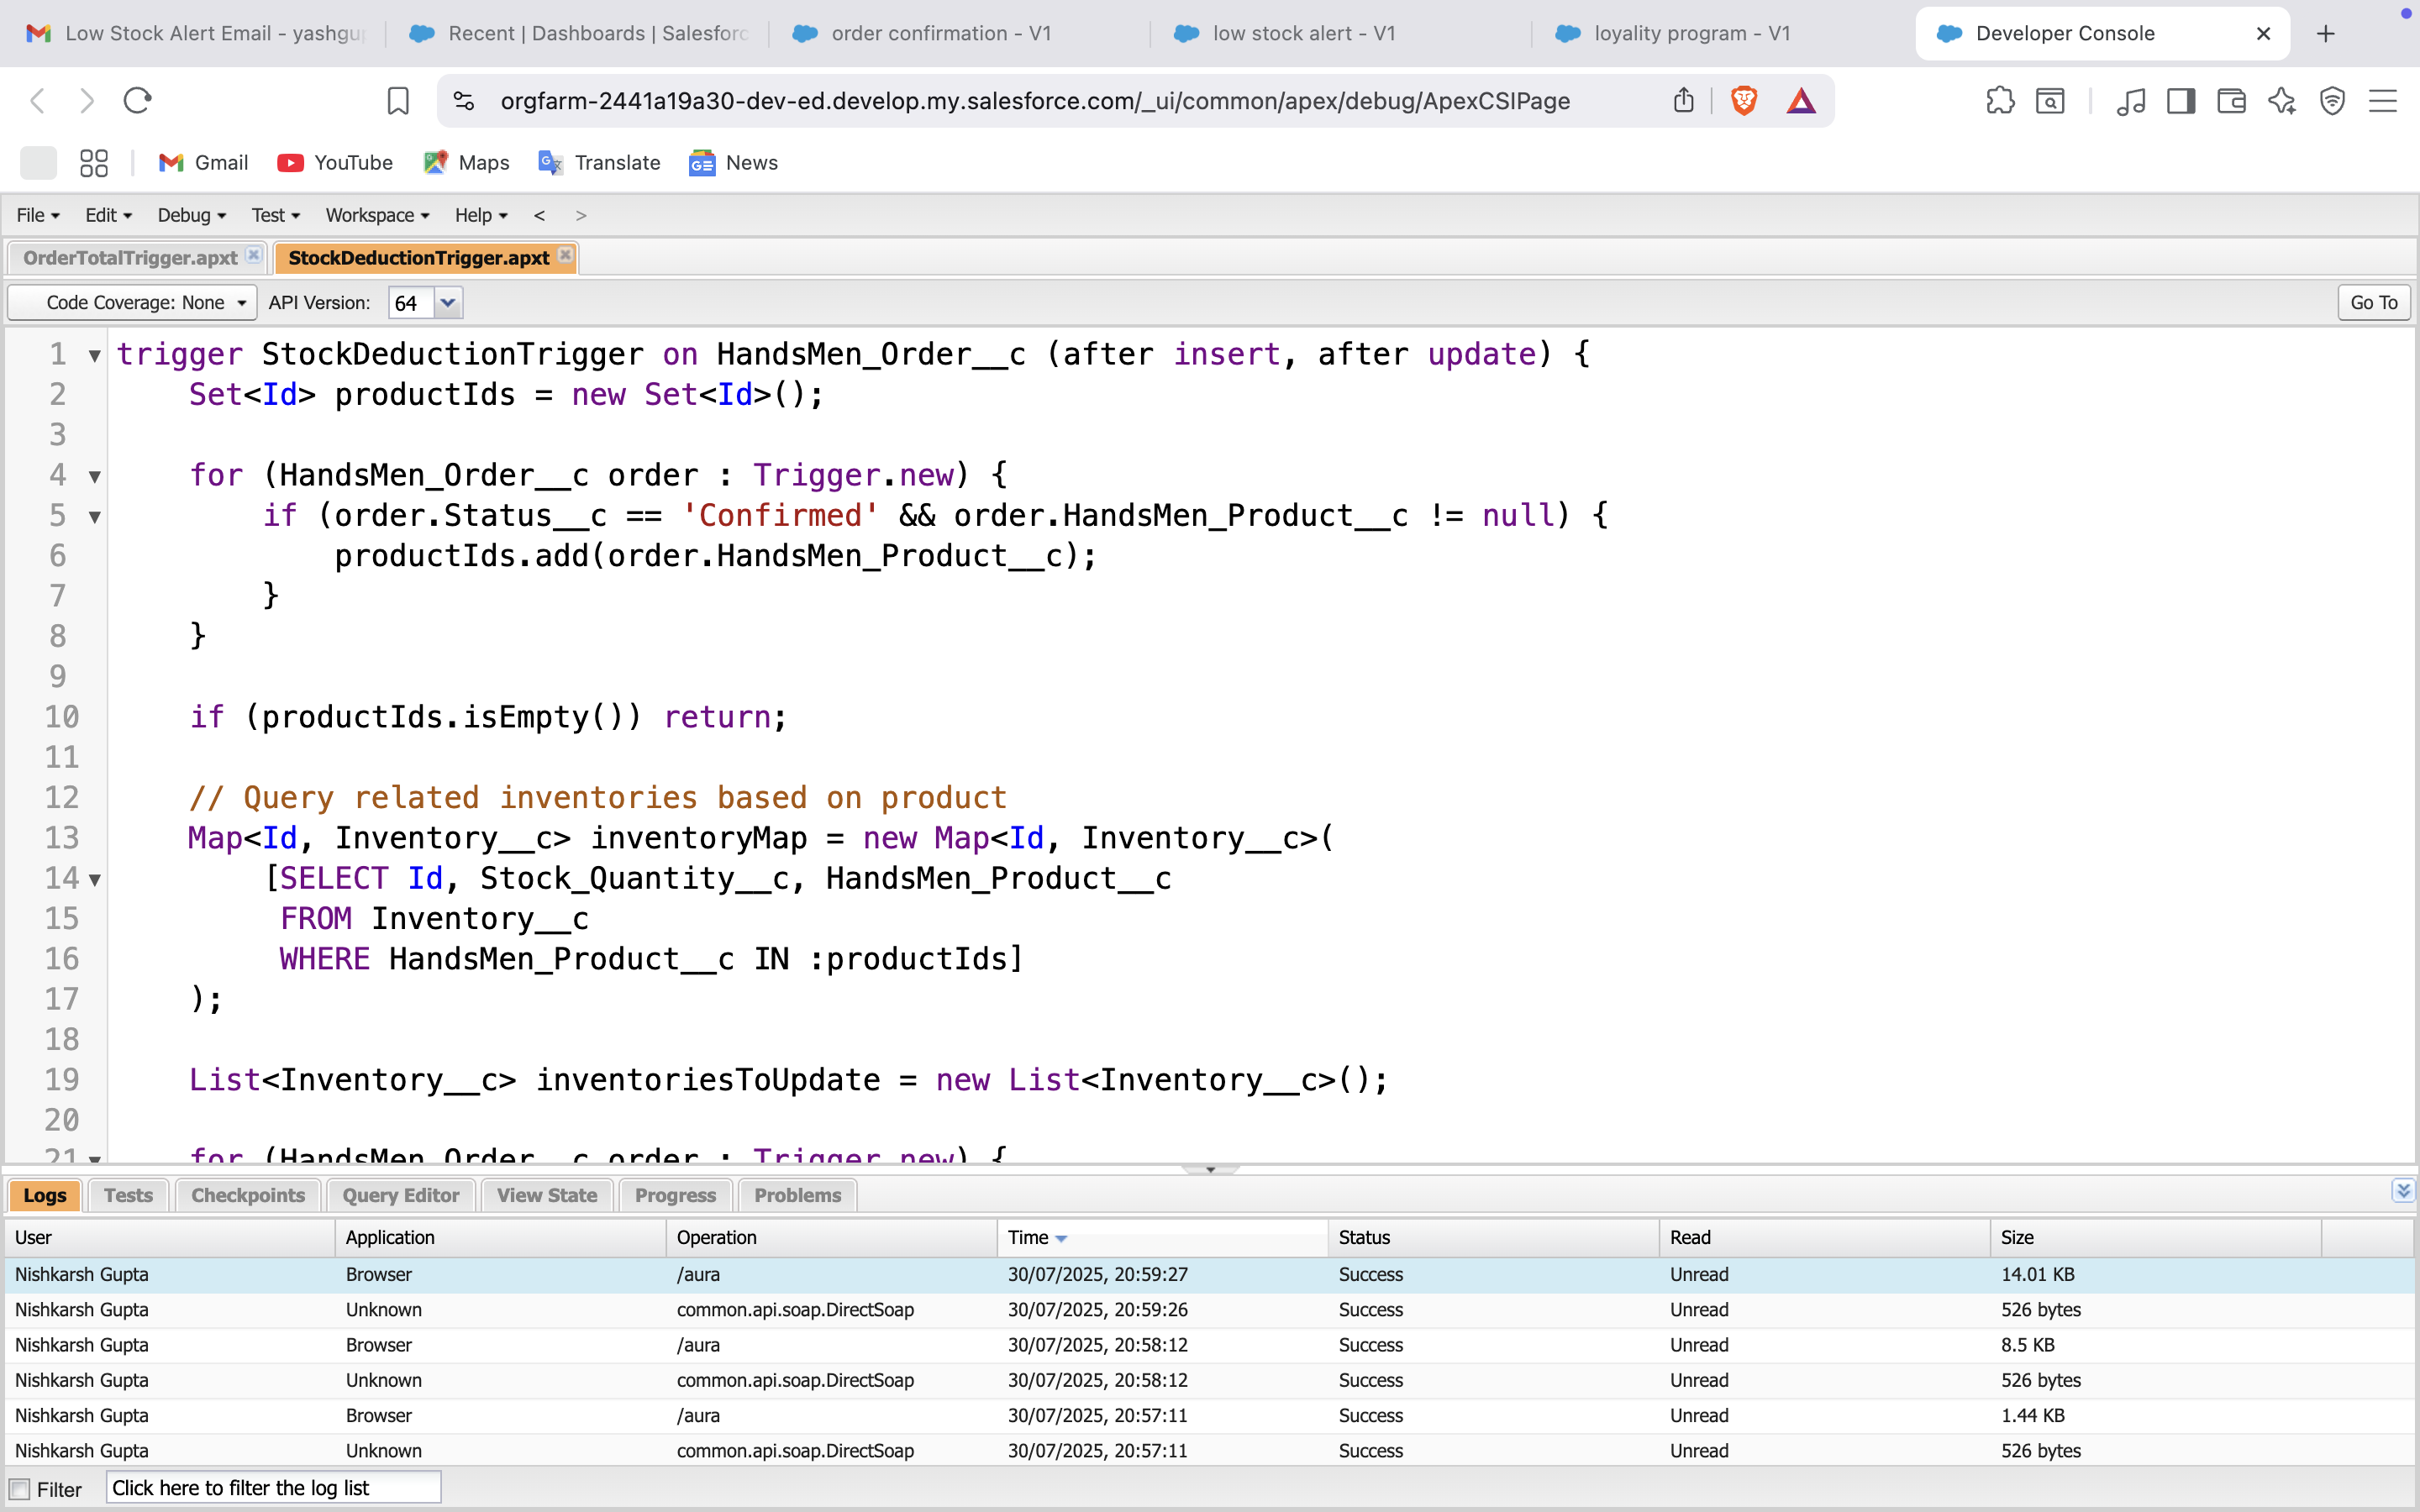 Low Stock Alert Email - yashgup
Recent | Dashboards | Salesforc
order confirmation - V1
low stock alert - V1
loyality program - V1
Developer Console
orgfarm-2441a19a30-dev-ed.develop.my.salesforce.com/_ui/common/apex/debug/ApexCSIPage
Gmail YouTube Maps Translate News
File Edit Debug Test Workspace Help < >
OrderTotalTrigger.apxt StockDeductionTrigger.apxt
Code Coverage: None API Version: 64 Go To
1 trigger StockDeductionTrigger on HandsMen_Order__c (after insert, after update) {
2 Set<Id> productIds = new Set<Id>();
3
4 for (HandsMen_Order__c order : Trigger.new) {
5 if (order.Status__c == 'Confirmed' && order.HandsMen_Product__c != null) {
6 productIds.add(order.HandsMen_Product__c);
7 }
8 }
9
10 if (productIds.isEmpty()) return;
11
12 // Query related inventories based on product
13 Map<Id, Inventory__c> inventoryMap = new Map<Id, Inventory__c>(
14 [SELECT Id, Stock_Quantity__c, HandsMen_Product__c
15 FROM Inventory__c
16 WHERE HandsMen_Product__c IN :productIds]
17 );
18
19 List<Inventory__c> inventoriesToUpdate = new List<Inventory__c>();
20
21 for (HandsMen_Order__c order : Trigger.new) {
Logs Tests Checkpoints Query Editor View State Progress Problems
User Application Operation Time Status Read Size
Nishkarsh Gupta Browser /aura 30/07/2025, 20:59:27 Success Unread 14.01 KB
Nishkarsh Gupta Unknown common.api.soap.DirectSoap 30/07/2025, 20:59:26 Success Unread 526 bytes
Nishkarsh Gupta Browser /aura 30/07/2025, 20:58:12 Success Unread 8.5 KB
Nishkarsh Gupta Unknown common.api.soap.DirectSoap 30/07/2025, 20:58:12 Success Unread 526 bytes
Nishkarsh Gupta Browser /aura 30/07/2025, 20:57:11 Success Unread 1.44 KB
Nishkarsh Gupta Unknown common.api.soap.DirectSoap 30/07/2025, 20:57:11 Success Unread 526 bytes
Filter Click here to filter the log list